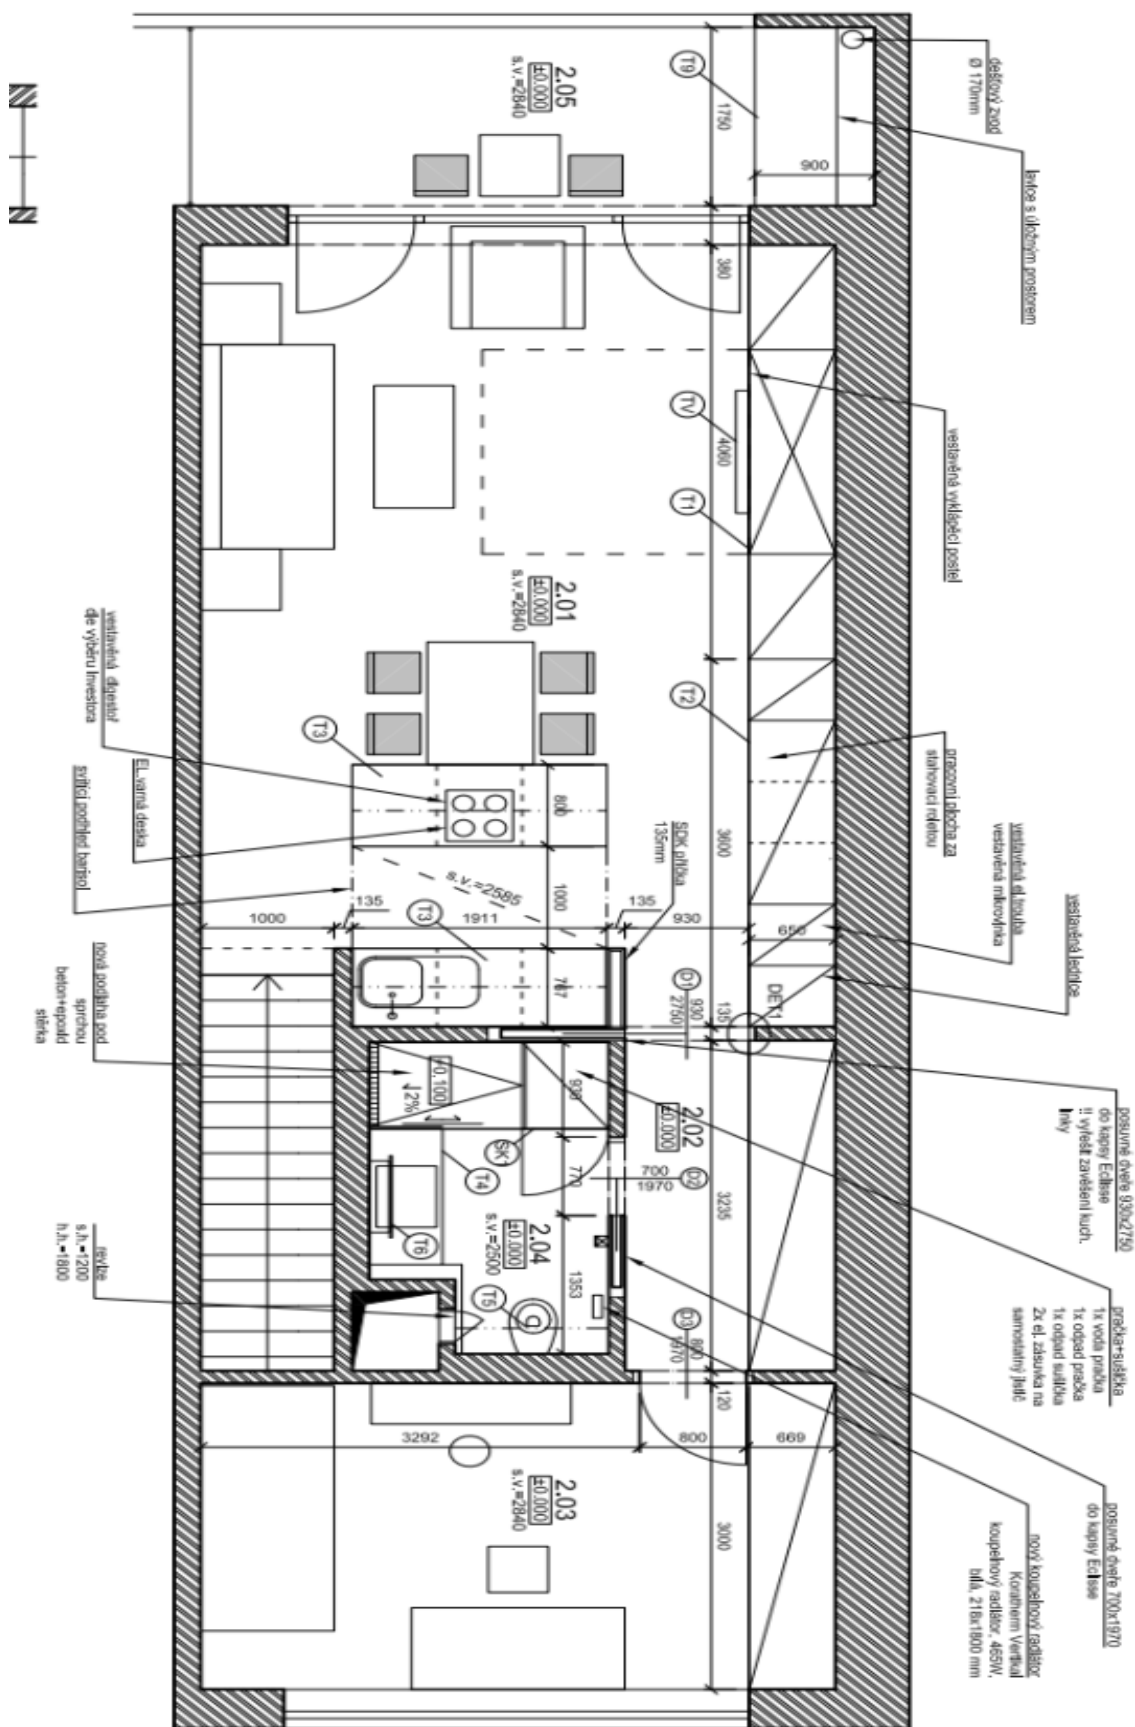 dešťový zvod
Ø 170mm
lavice s úložným prostorem
vestavěná vyklápěcí postel
pracovní plocha za
stahovací roletou
vestavěná el.trouba
vestavěná mikrovlnka
vestavěná lednice
posuvné dveře 930x2750
do kapsy Eclisse
!! vyřešit zavěšení kuch.
linky
pračka+sušička
1x voda pračka
1x odpad pračka
1x odpad sušička
2x el. zásuvka na
samostatný jistič
posuvné dveře 700x1970
do kapsy Eclisse
nový koupelnový radiátor
Koratherm Vertikal
koupelnový radiátor, 465W,
bílá, 218x1800 mm
2.05
±0.000
s.v.=2840
T9
1750
900
380
TV
4060
T1
2.01
±0.000
s.v.=2840
T2
3600
T3
800
SDK příčka
135mm
s.v.=2585
1000
1000
135
1911
135
930
650
T3
767
D1
930
2750
135
DET1
2.02
±0.000
930
+0.100
2%
SK1
770
700
1970
D2
3235
T4
T6
2.04
±0.000
s.v.=2500
1353
T5
D3
800
1970
120
3292
800
669
2.03
±0.000
s.v.=2840
3000
vestavěná digestoř
dle výběru investora
El.varná deska
svítící podhled barisol
nová podlaha pod
sprchou
beton+epoxid
stěrka
revize
s.h.=1200
h.h.=1800